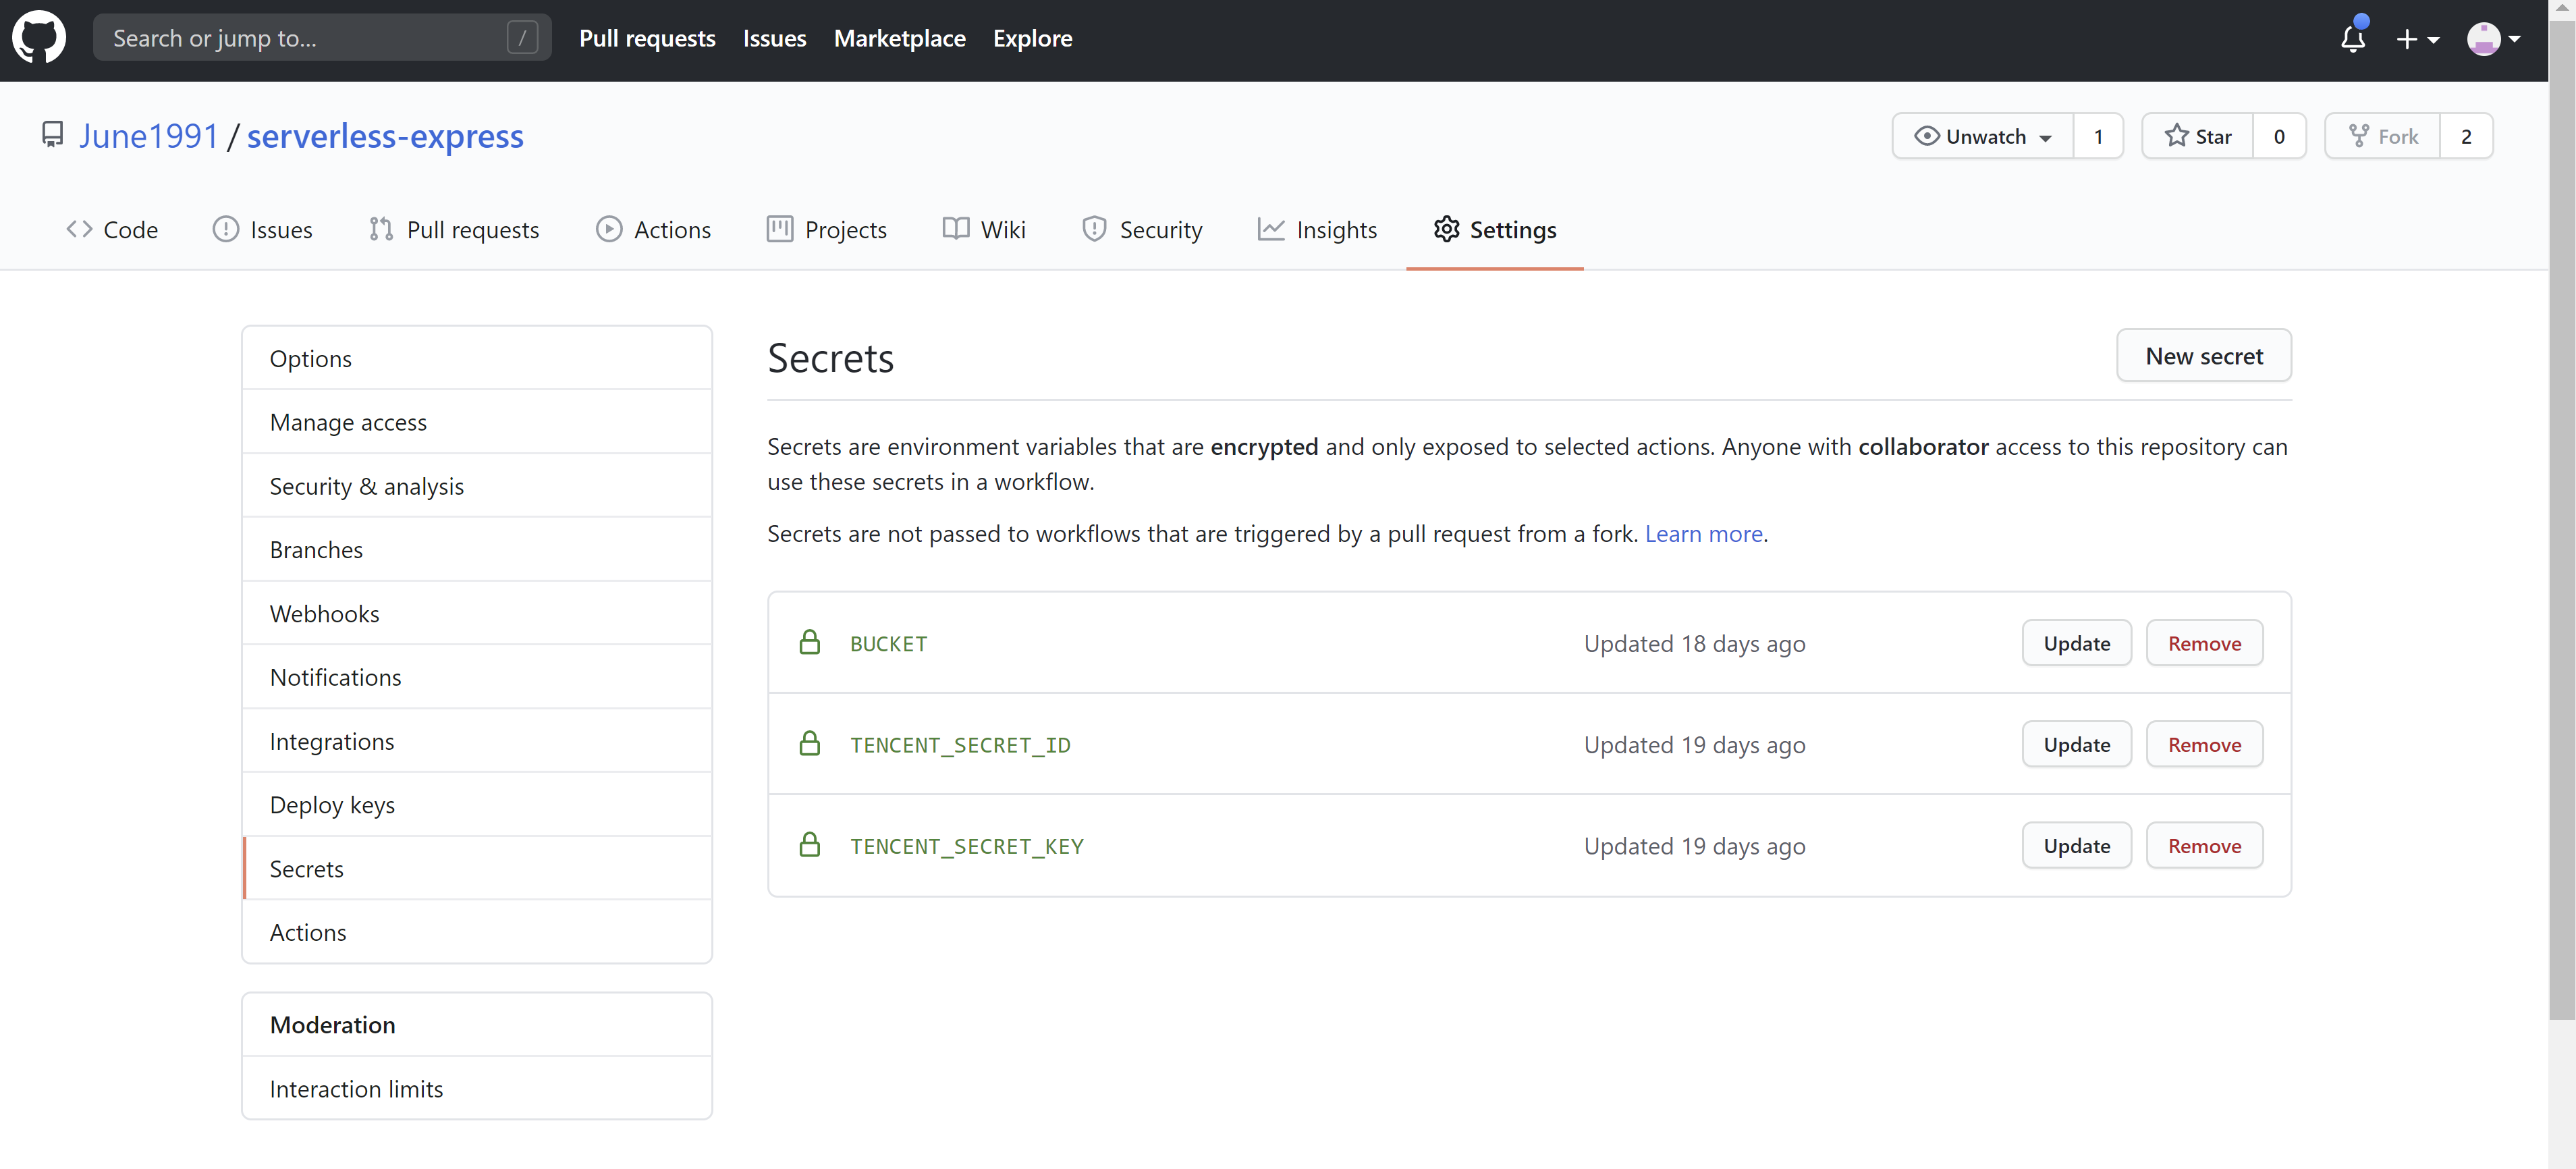 Search or jump to... /
Pull requests Issues Marketplace Explore
June1991 / serverless-express
Unwatch 1 Star 0 Fork 2
Code Issues Pull requests Actions Projects Wiki Security Insights Settings
Options
Manage access
Security & analysis
Branches
Webhooks
Notifications
Integrations
Deploy keys
Secrets
Actions
Moderation
Interaction limits
Secrets
New secret
Secrets are environment variables that are encrypted and only exposed to selected actions. Anyone with collaborator access to this repository can
use these secrets in a workflow.
Secrets are not passed to workflows that are triggered by a pull request from a fork. Learn more.
BUCKET Updated 18 days ago Update Remove
TENCENT_SECRET_ID Updated 19 days ago Update Remove
TENCENT_SECRET_KEY Updated 19 days ago Update Remove